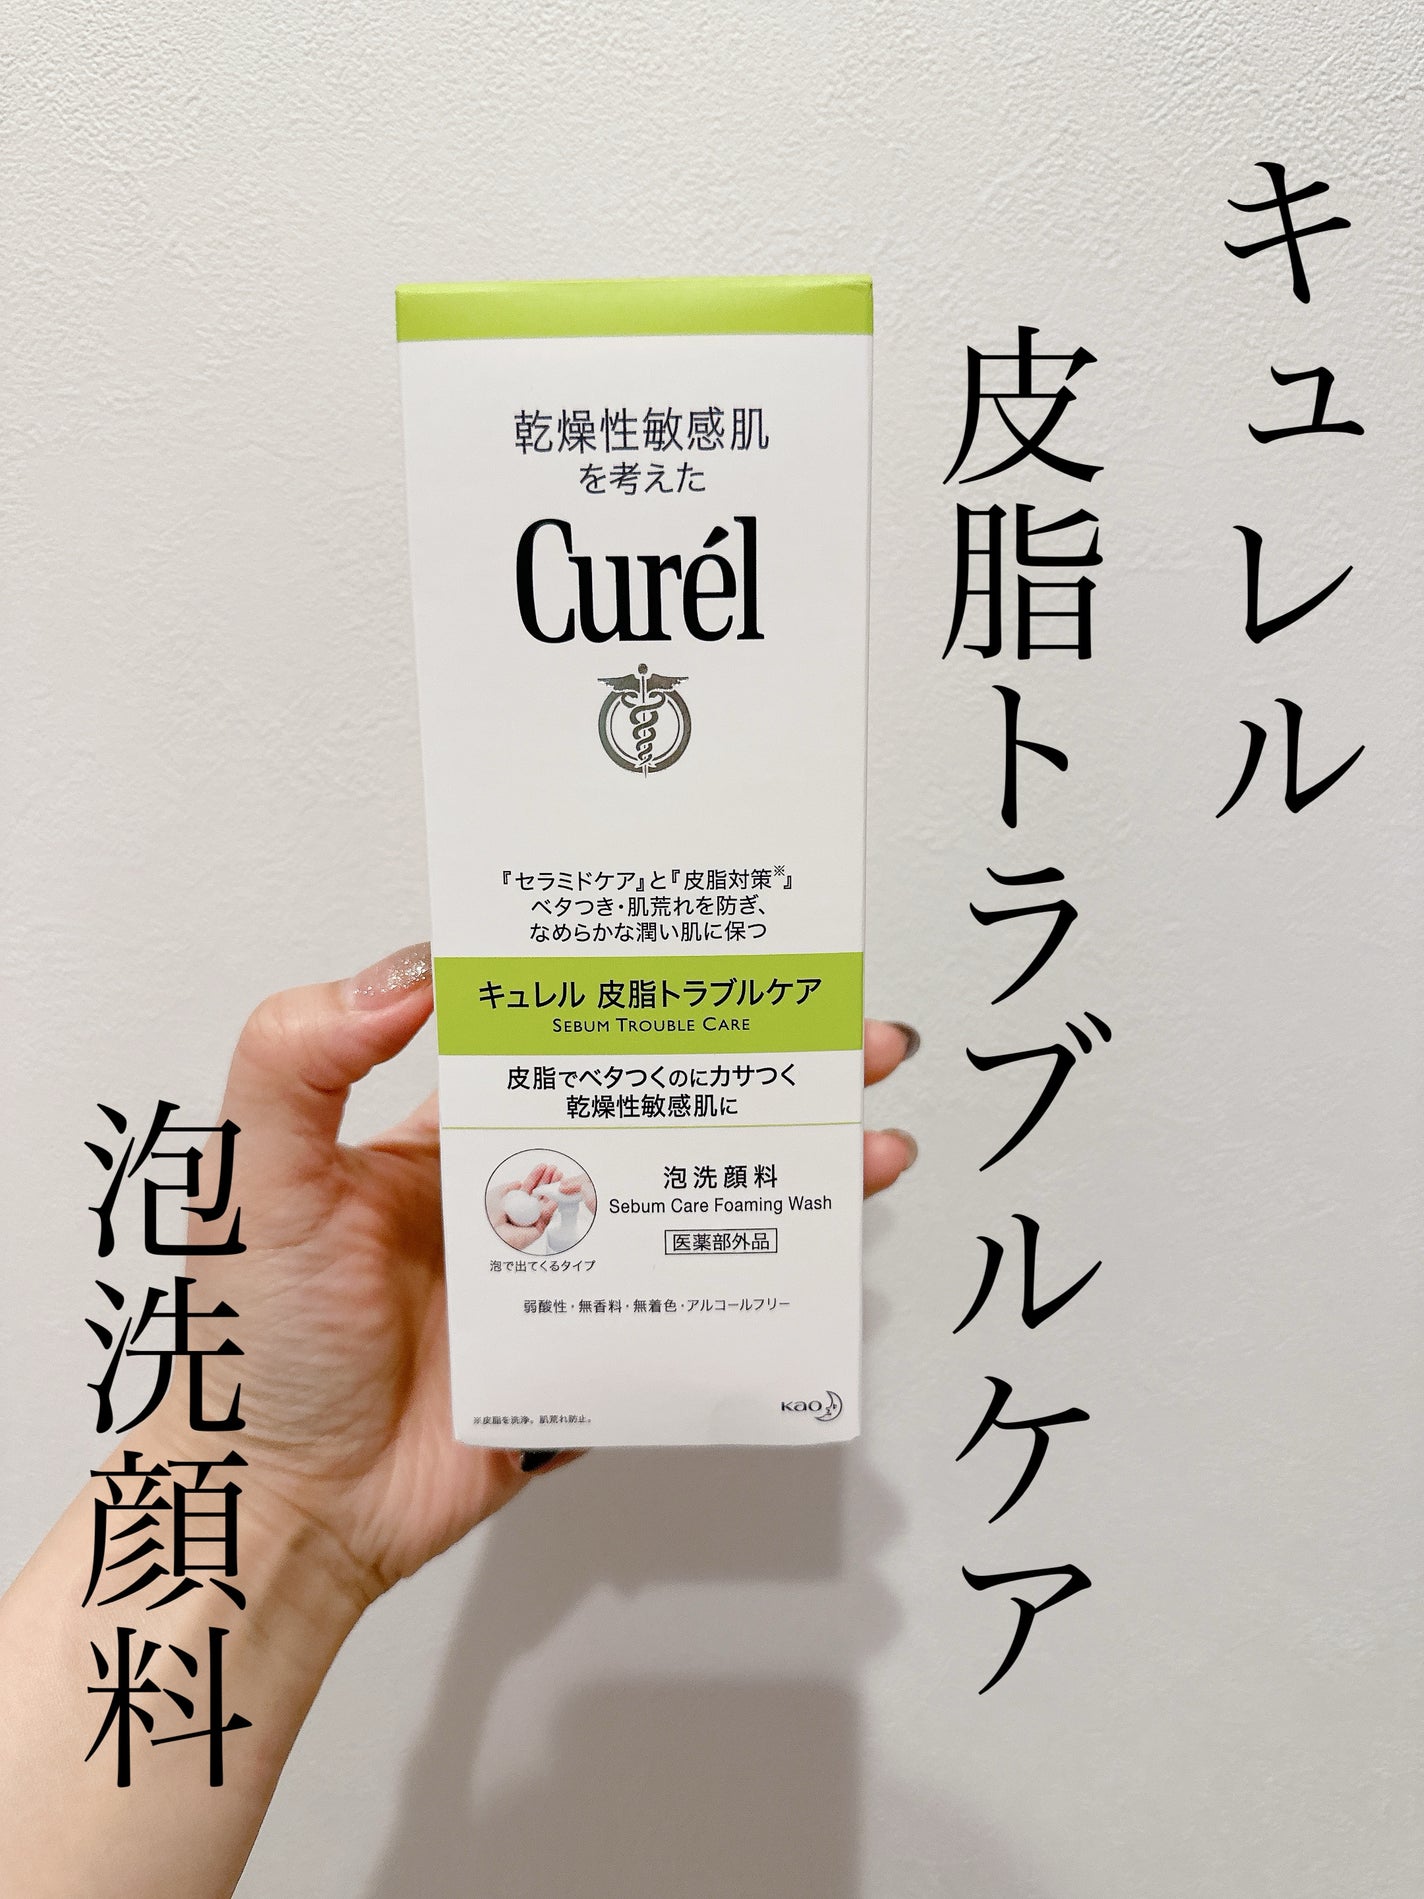 キュレル
皮脂トラブルケア
泡洗顔料
乾燥性敏感肌
を考えた
Curél
『セラミドケア』と『皮脂対策※』
ベタつき・肌荒れを防ぎ、
なめらかな潤い肌に保つ
キュレル 皮脂トラブルケア
SEBUM TROUBLE CARE
皮脂でベタつくのにカサつく
乾燥性敏感肌に
泡洗顔料
Sebum Care Foaming Wash
医薬部外品
泡で出てくるタイプ
弱酸性・無香料・無着色・アルコールフリー
※皮脂を洗浄。肌荒れ防止。
Kao